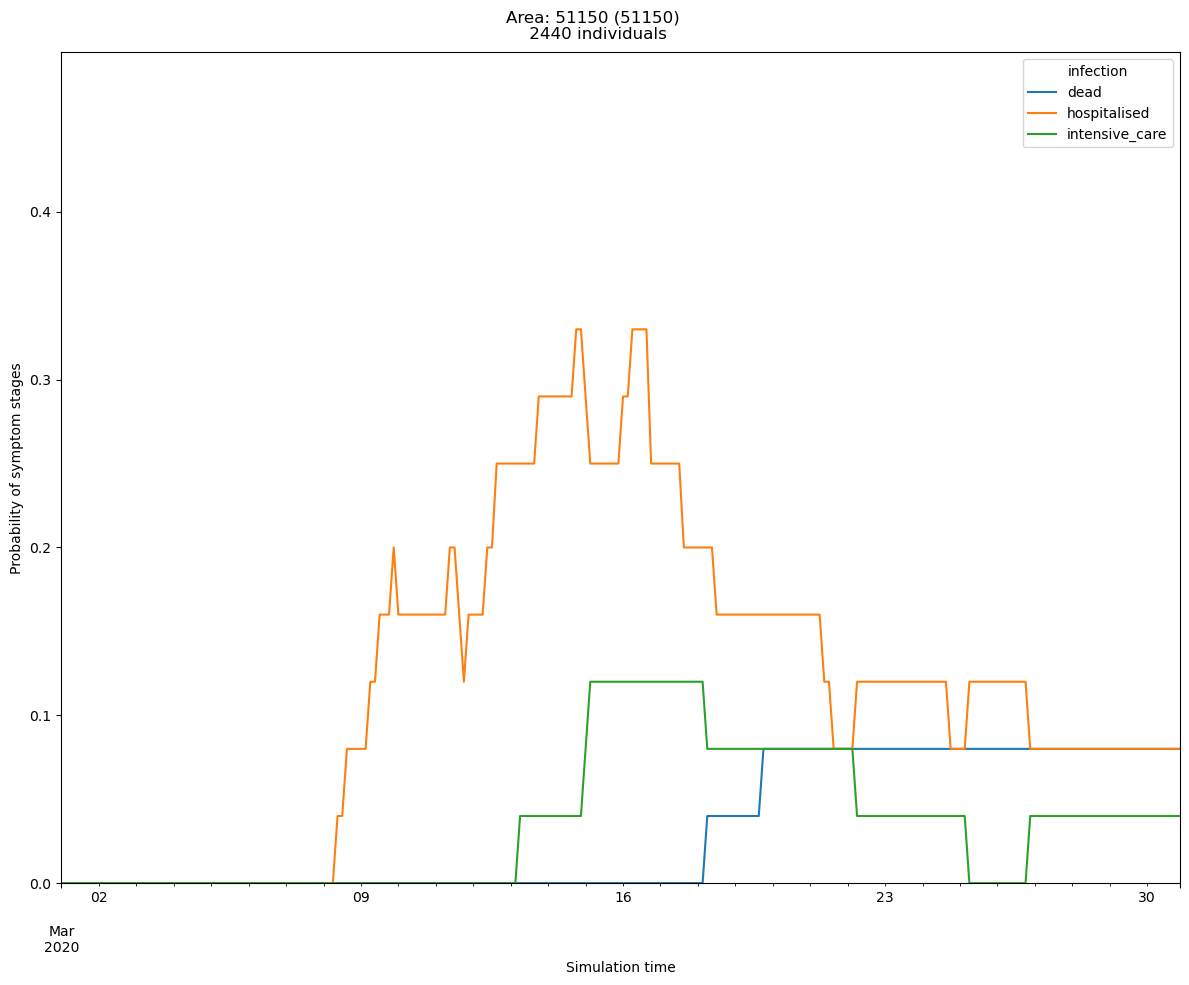 Area: 51150 (51150)
2440 individuals
infection
dead
hospitalised
intensive_care
Probability of symptom stages
0.4
0.3
0.2
0.1
0.0
02
09
16
23
30
Mar
2020
Simulation time